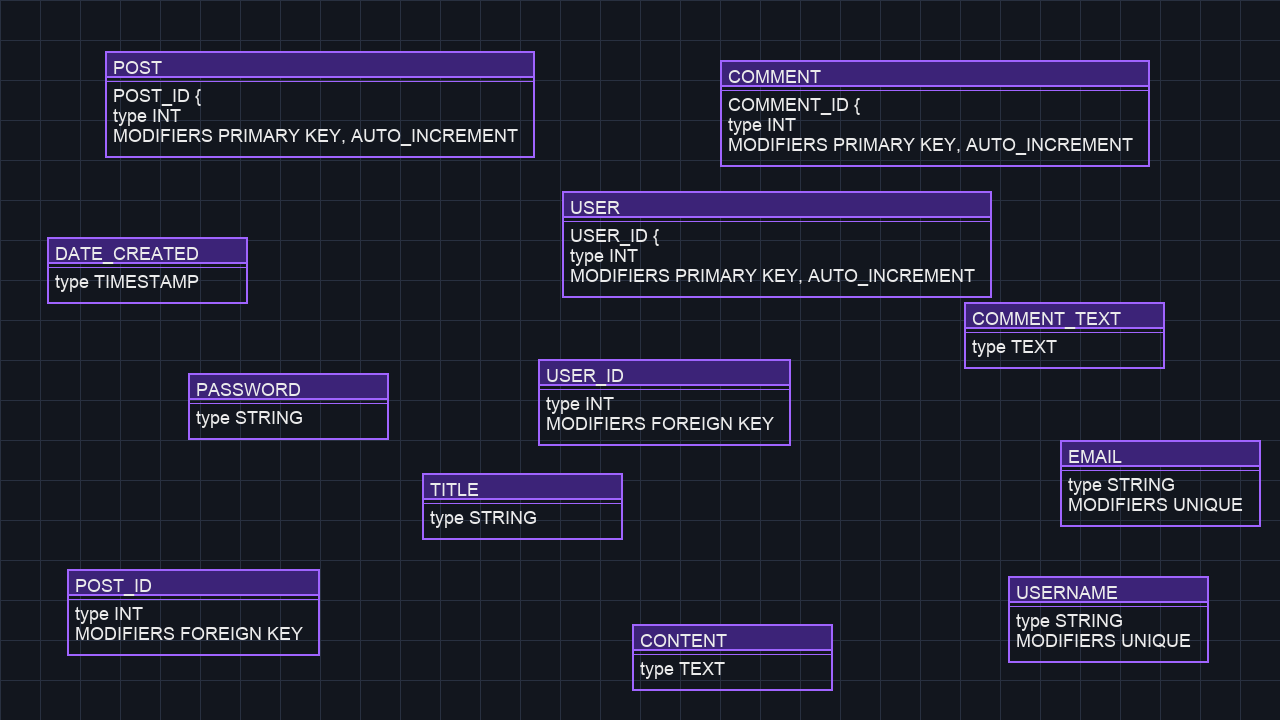 POST
POST_ID {
type INT
MODIFIERS PRIMARY KEY, AUTO_INCREMENT
COMMENT
COMMENT_ID {
type INT
MODIFIERS PRIMARY KEY, AUTO_INCREMENT
USER
USER_ID {
type INT
MODIFIERS PRIMARY KEY, AUTO_INCREMENT
DATE_CREATED
type TIMESTAMP
COMMENT_TEXT
type TEXT
USER_ID
type INT
MODIFIERS FOREIGN KEY
PASSWORD
type STRING
EMAIL
type STRING
MODIFIERS UNIQUE
TITLE
type STRING
POST_ID
type INT
MODIFIERS FOREIGN KEY
USERNAME
type STRING
MODIFIERS UNIQUE
CONTENT
type TEXT